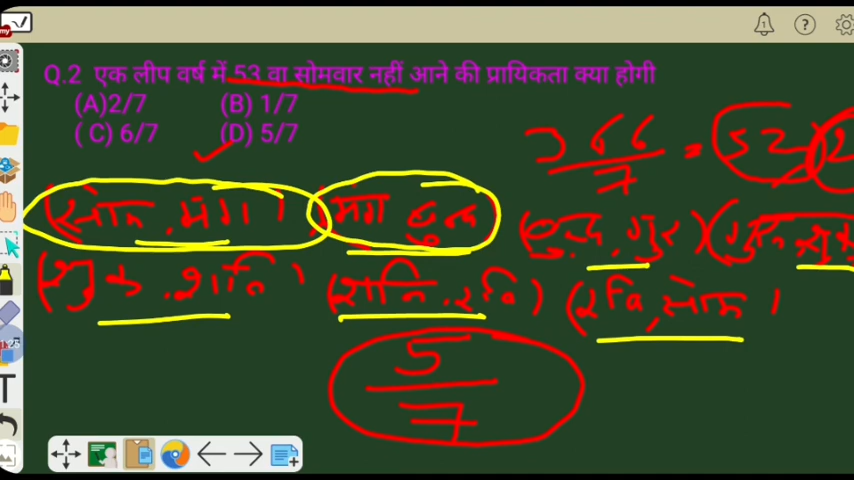 Q.2 एक लीप वर्ष में 53 वा सोमवार नहीं आने की प्रायिकता क्या होगी
(A)2/7 (B) 1/7
( C) 6/7 (D) 5/7
366/7 = 52 2
(सोम, मंगल) (मंगल बुध) (बुध, गुरु) (गुरु, शुक्र
(शुक्र, शनि) (शनि, रवि) (रवि, सोम)
5/7